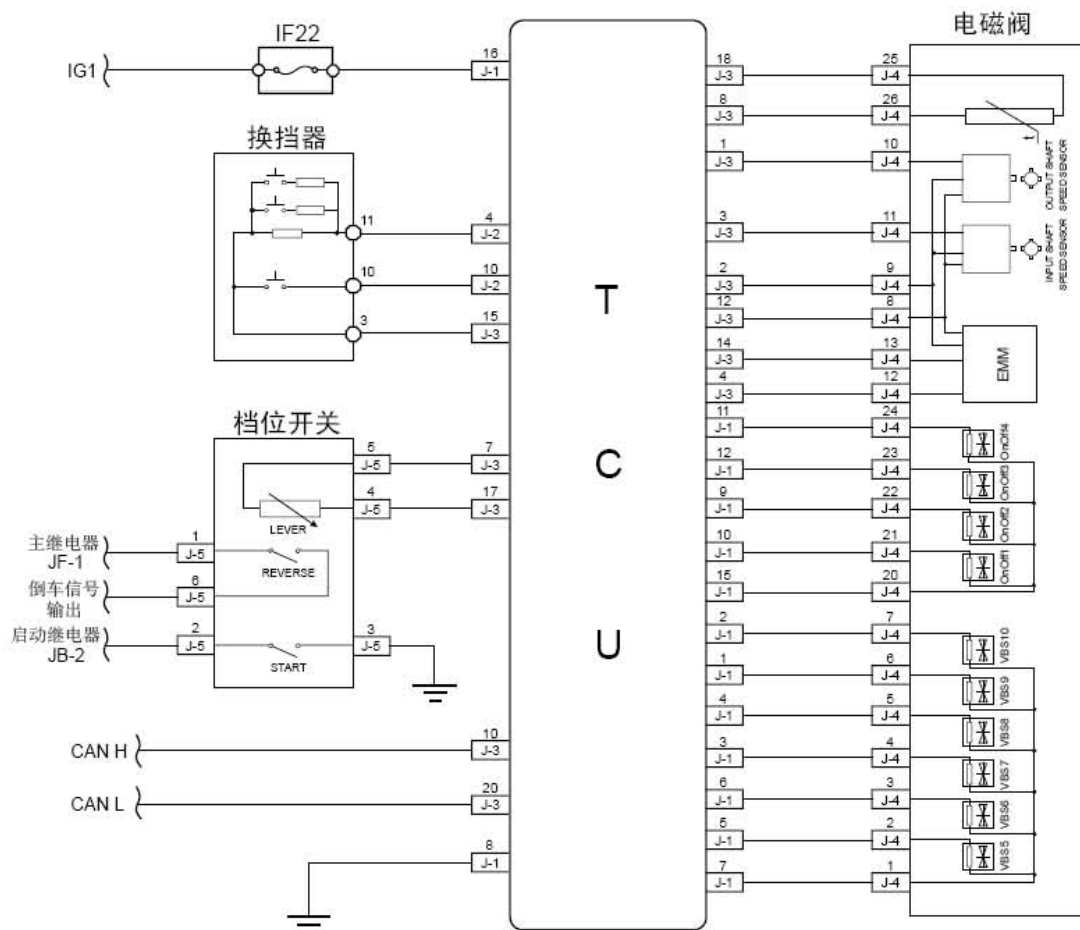 电磁阀
IF22
IG1
16
J-1
换挡器
11
4
J-2
10
10
J-2
3
15
J-3
档位开关
5
J-5
7
J-3
4
J-5
17
J-3
LEVER
主继电器
JF-1
1
J-5
REVERSE
倒车信号
输出
6
J-5
启动继电器
JB-2
2
J-5
START
3
J-5
CAN H
10
J-3
CAN L
20
J-3
8
J-1
T
C
U
18
J-3
25
J-4
8
J-3
26
J-4
t
1
J-3
10
J-4
OUTPUT SHAFT
SPEED SENSOR
3
J-3
11
J-4
INPUT SHAFT
SPEED SENSOR
2
J-3
9
J-4
12
J-3
8
J-4
14
J-3
13
J-4
EMM
4
J-3
12
J-4
11
J-1
24
J-4
OnOff4
12
J-1
23
J-4
OnOff3
9
J-1
22
J-4
OnOff2
10
J-1
21
J-4
OnOff1
15
J-1
20
J-4
2
J-1
7
J-4
VBS10
1
J-1
6
J-4
VBS9
4
J-1
5
J-4
VBS8
3
J-1
4
J-4
VBS7
6
J-1
3
J-4
VBS6
5
J-1
2
J-4
VBS5
7
J-1
1
J-4